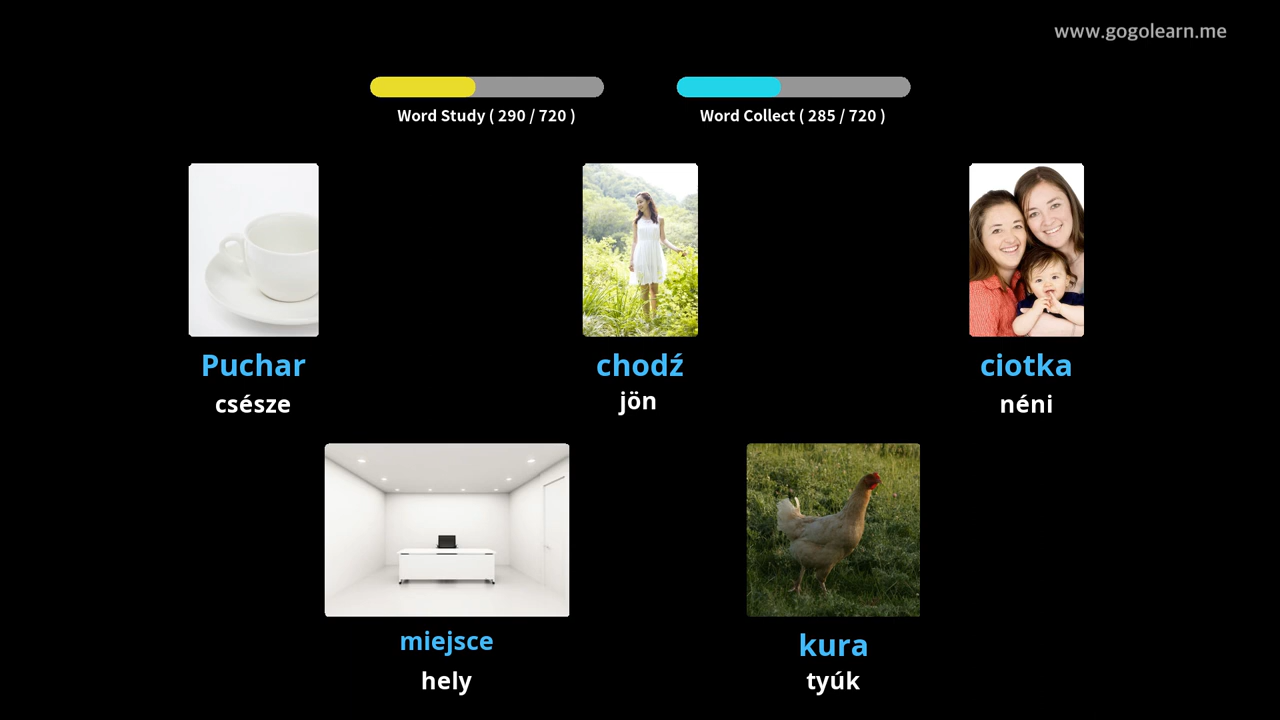 www.gogolearn.me
Word Study ( 290 / 720 )
Word Collect ( 285 / 720 )
Puchar
csésze
chodź
jön
ciotka
néni
miejsce
hely
kura
tyúk